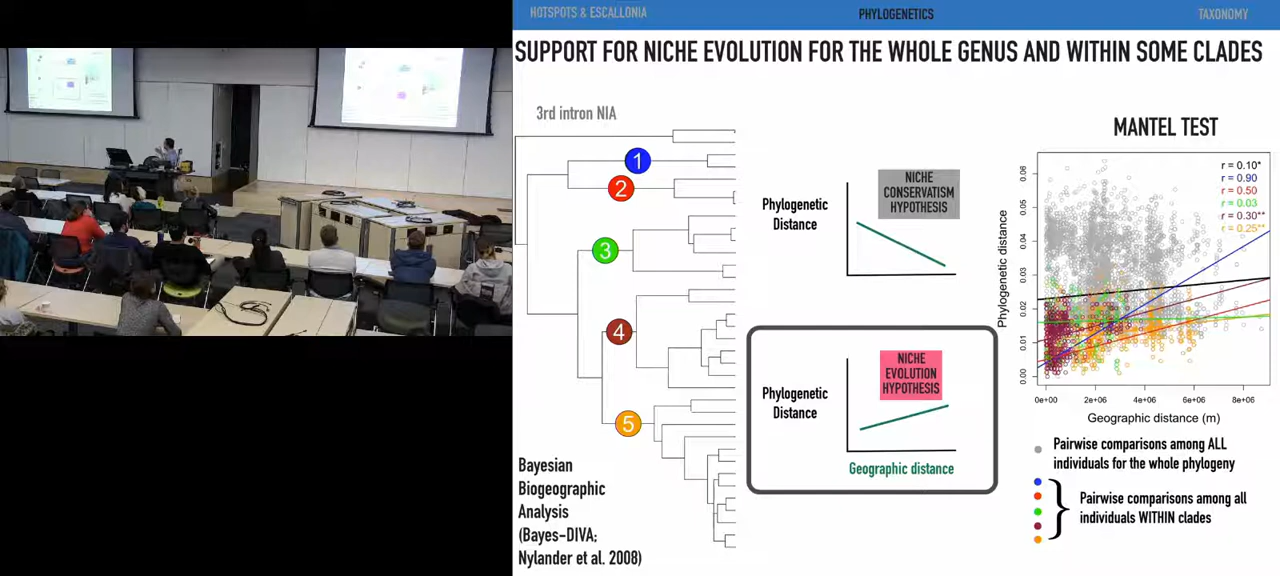 HOTSPOTS & ESCALLONIA
PHYLOGENETICS
TAXONOMY
SUPPORT FOR NICHE EVOLUTION FOR THE WHOLE GENUS AND WITHIN SOME CLADES
3rd intron NIA
1
2
3
4
5
Bayesian
Biogeographic
Analysis
(Bayes-DIVA;
Nylander et al. 2008)
Phylogenetic
Distance
NICHE
CONSERVATISM
HYPOTHESIS
Phylogenetic
Distance
NICHE
EVOLUTION
HYPOTHESIS
Geographic distance
MANTEL TEST
r = 0.10*
r = 0.90
r = 0.50
r = 0.03
r = 0.30**
r = 0.25**
Phylogenetic distance
0.06
0.05
0.04
0.03
0.02
0.01
0.00
0e+00 2e+06 4e+06 6e+06 8e+06
Geographic distance (m)
Pairwise comparisons among ALL
individuals for the whole phylogeny
Pairwise comparisons among all
individuals WITHIN clades